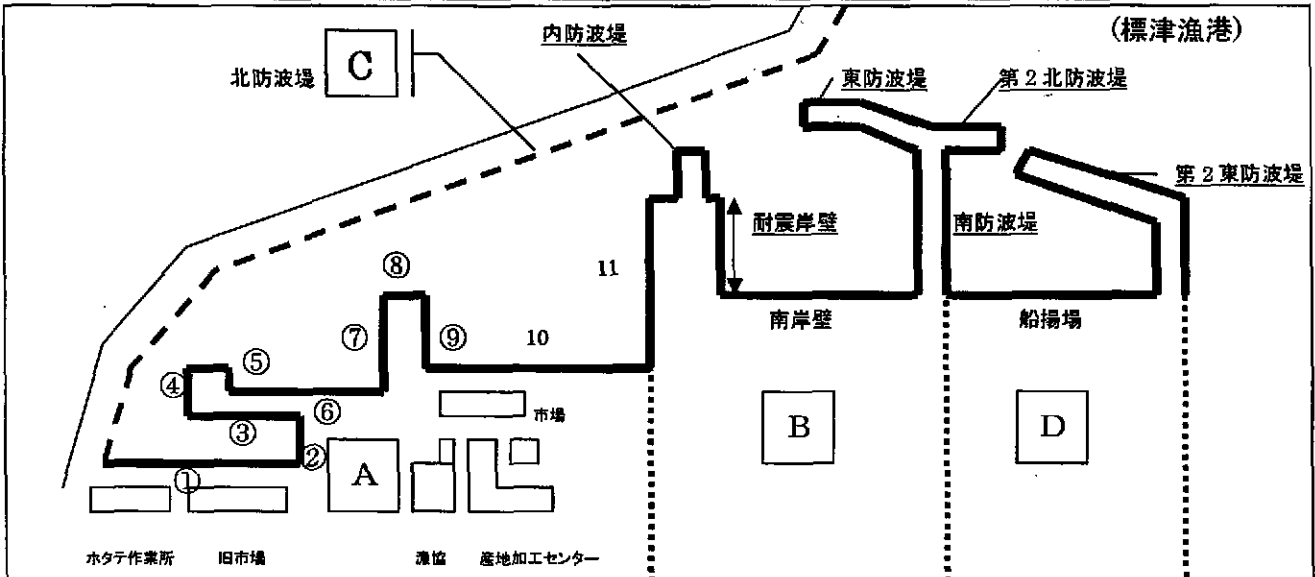 (標津漁港)
内防波堤
C
北防波堤
東防波堤
第2北防波堤
第2東防波堤
耐震岸壁
南防波堤
⑧
11
⑦
⑨
10
南岸壁
船揚場
⑤
④
⑥
③
市場
B
D
②
A
①
ホタテ作業所
旧市場
漁協
産地加工センター